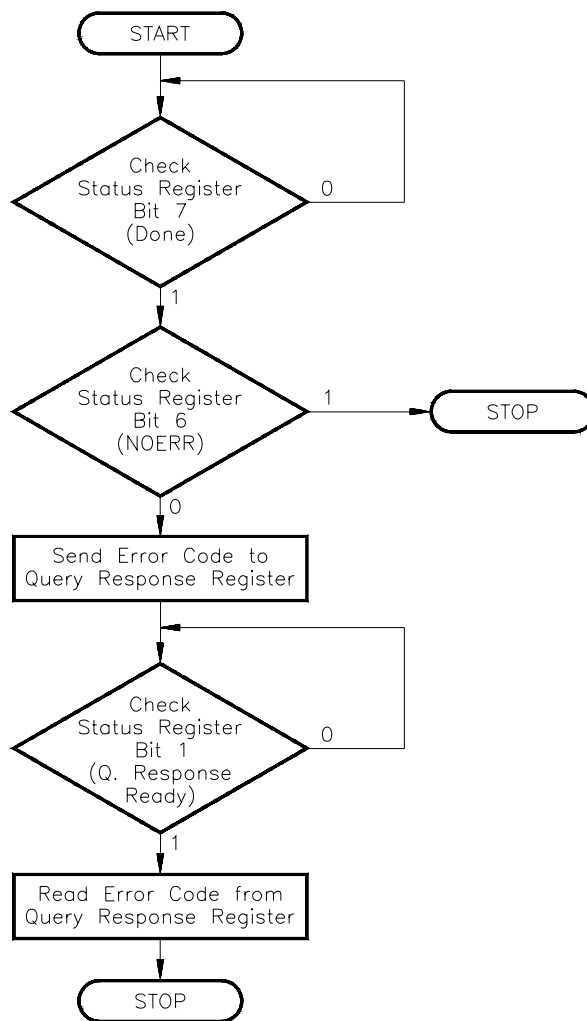 START
Check
Status Register
Bit 7
(Done)
0
1
Check
Status Register
Bit 6
(NOERR)
1
STOP
0
Send Error Code to
Query Response Register
Check
Status Register
Bit 1
(Q. Response
Ready)
0
1
Read Error Code from
Query Response Register
STOP